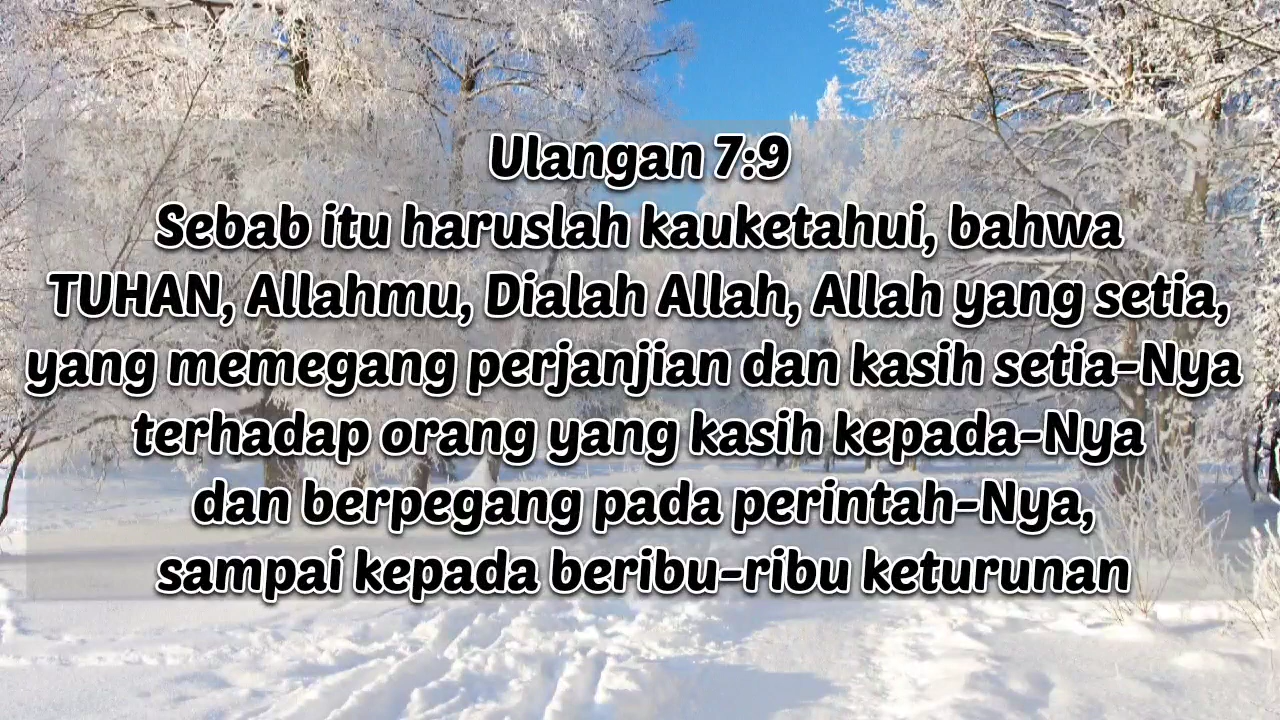 Ulangan 7:9
Sebab itu haruslah kauketahui, bahwa
TUHAN, Allahmu, Dialah Allah, Allah yang setia,
yang memegang perjanjian dan kasih setia-Nya
terhadap orang yang kasih kepada-Nya
dan berpegang pada perintah-Nya,
sampai kepada beribu-ribu keturunan